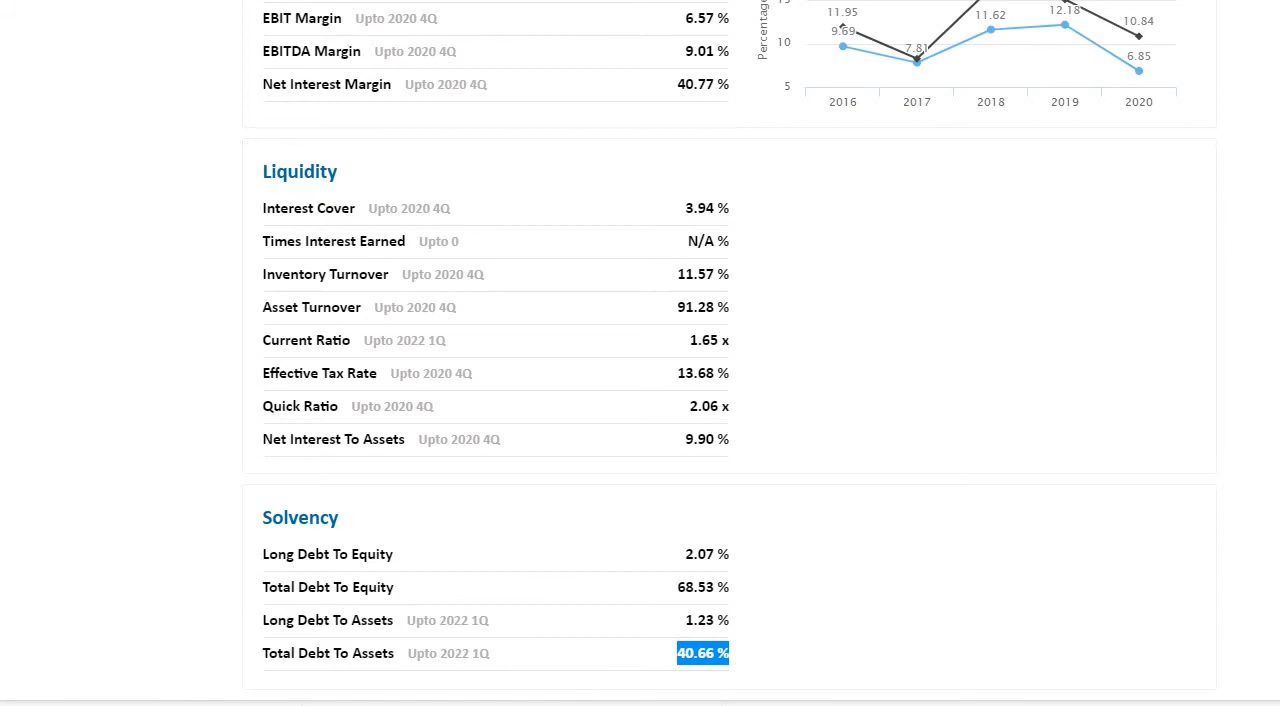 EBIT Margin Upto 2020 4Q 6.57 %
EBITDA Margin Upto 2020 4Q 9.01 %
Net Interest Margin Upto 2020 4Q 40.77 %
Percentage
10
5
11.95
9.69
7.81
11.62
12.18
10.84
6.85
2016 2017 2018 2019 2020
Liquidity
Interest Cover Upto 2020 4Q 3.94 %
Times Interest Earned Upto 0 N/A %
Inventory Turnover Upto 2020 4Q 11.57 %
Asset Turnover Upto 2020 4Q 91.28 %
Current Ratio Upto 2022 1Q 1.65 x
Effective Tax Rate Upto 2020 4Q 13.68 %
Quick Ratio Upto 2020 4Q 2.06 x
Net Interest To Assets Upto 2020 4Q 9.90 %
Solvency
Long Debt To Equity 2.07 %
Total Debt To Equity 68.53 %
Long Debt To Assets Upto 2022 1Q 1.23 %
Total Debt To Assets Upto 2022 1Q 40.66 %